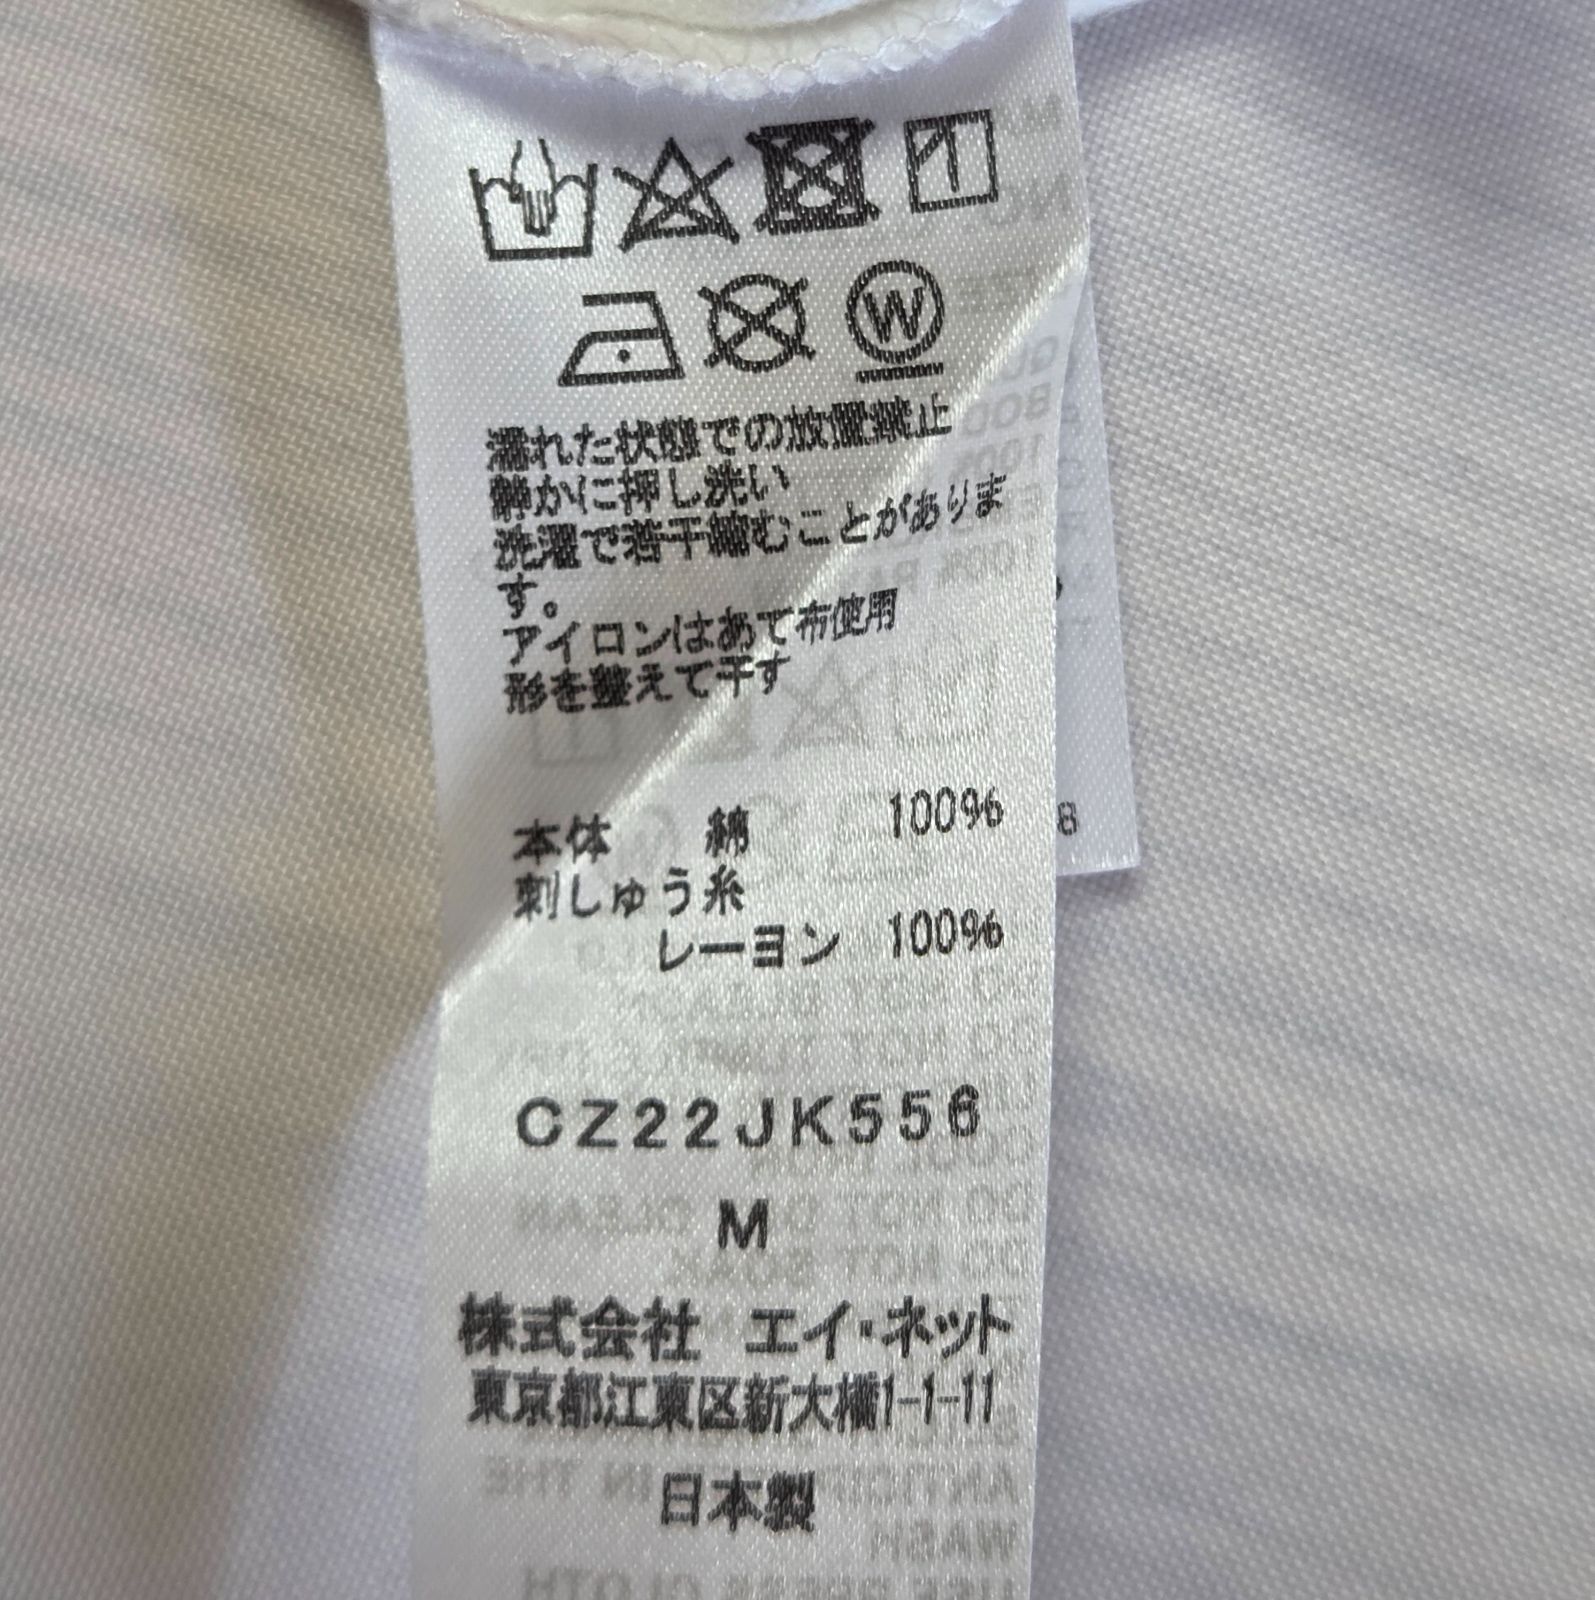 W
濡れた状態での放置禁止
静かに押し洗い
洗濯で若干縮むことがありま
す。
アイロンはあて布使用
形を整えて干す
本体 綿 100%
刺しゅう糸
レーヨン 100%
CZ22JK556
M
株式会社 エイ・ネット
東京都江東区新大橋1-1-11
日本製
8